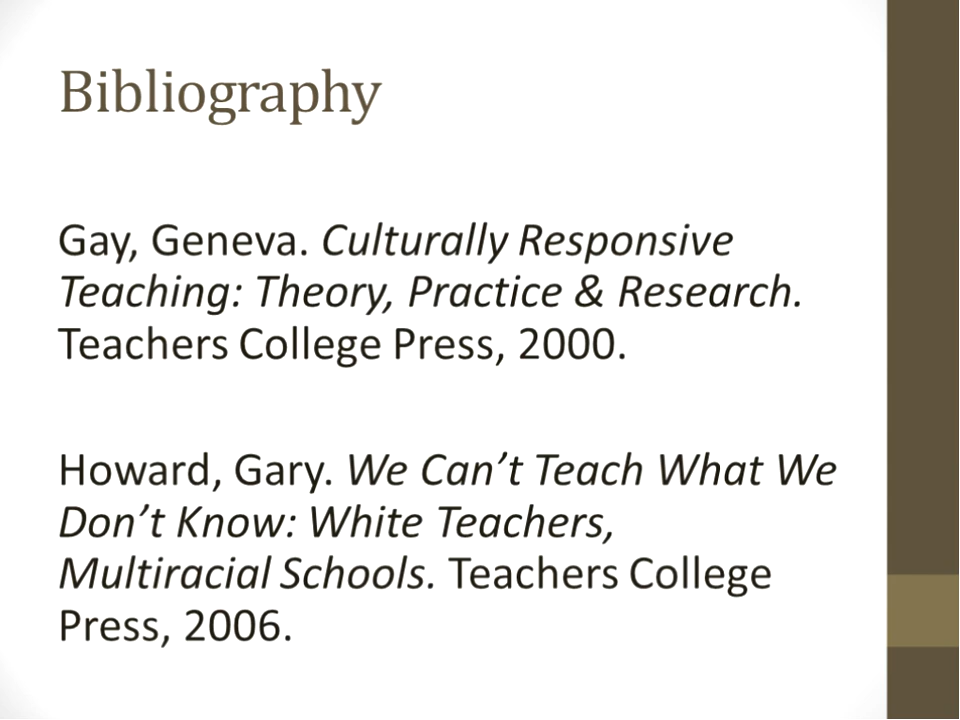 Bibliography
Gay, Geneva. Culturally Responsive
Teaching: Theory, Practice & Research.
Teachers College Press, 2000.
Howard, Gary. We Can’t Teach What We
Don’t Know: White Teachers,
Multiracial Schools. Teachers College
Press, 2006.